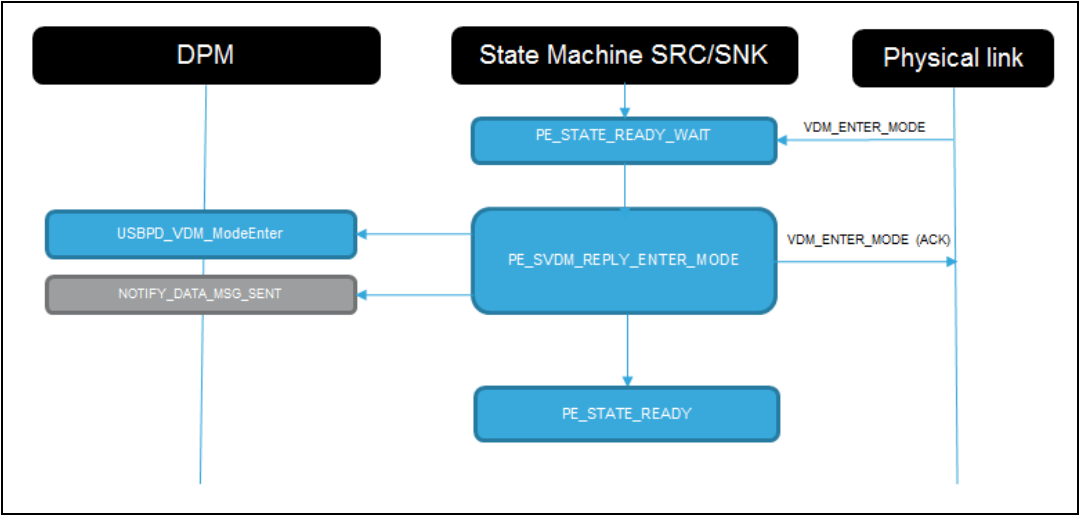 DPM
State Machine SRC/SNK
Physical link
PE_STATE_READY_WAIT
VDM_ENTER_MODE
USBPD_VDM_ModeEnter
PE_SVDM_REPLY_ENTER_MODE
VDM_ENTER_MODE (ACK)
NOTIFY_DATA_MSG_SENT
PE_STATE_READY